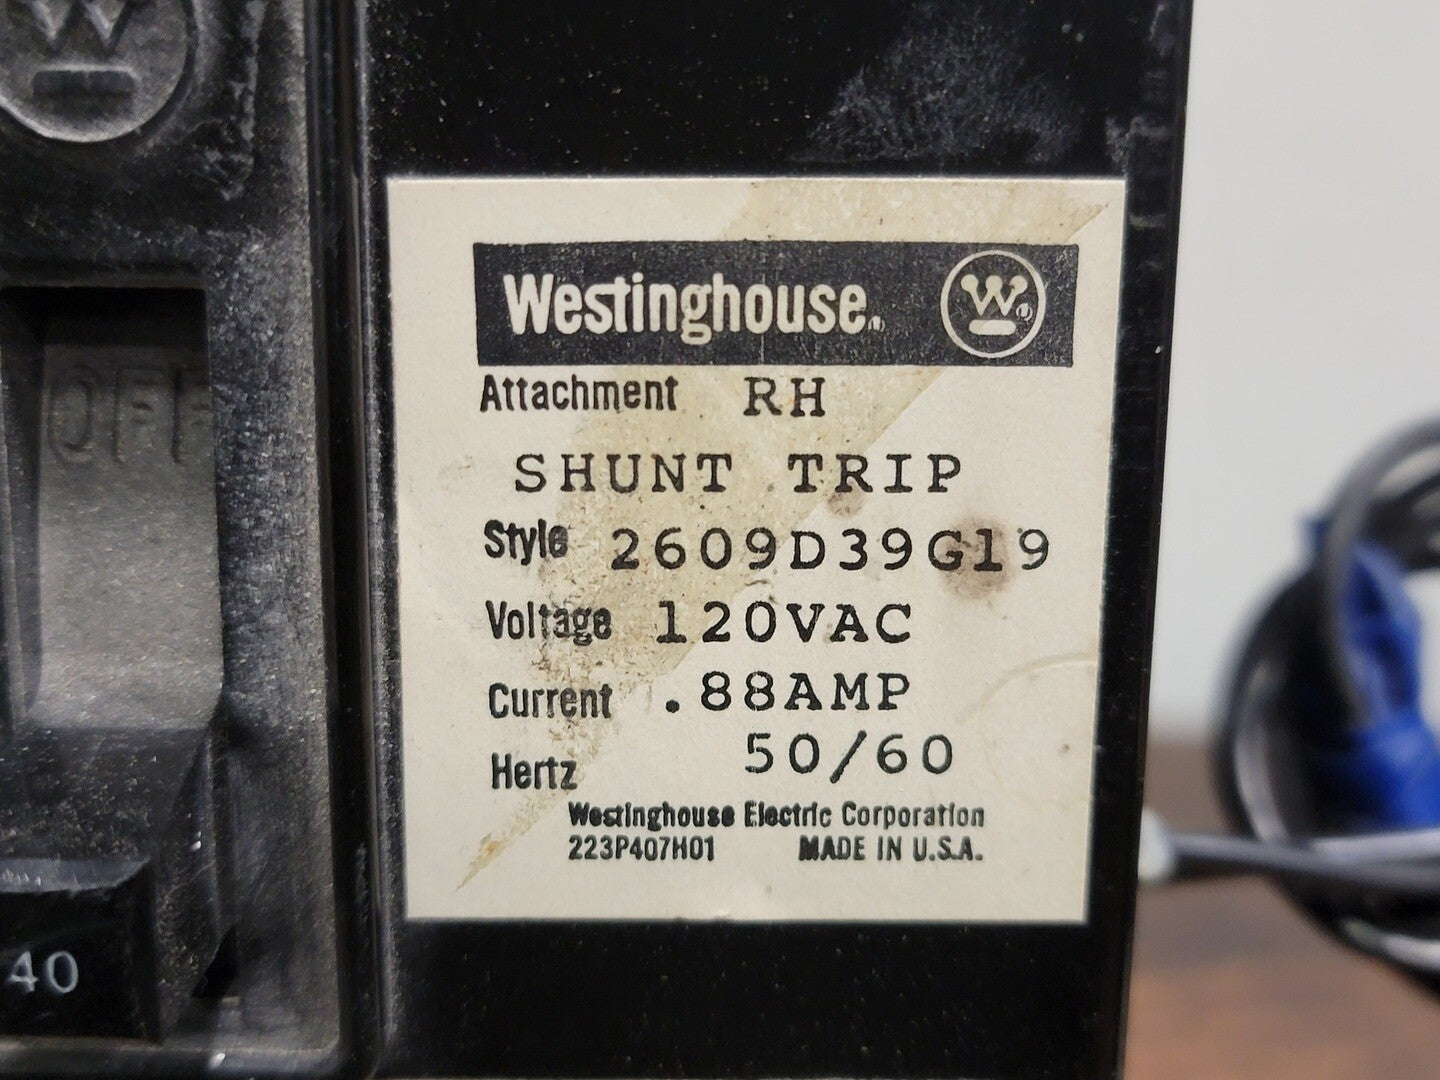 W
OFF
Westinghouse
W
Attachment RH
SHUNT TRIP
Style 2609D39G19
Voltage 120VAC
Current .88AMP
Hertz 50/60
Westinghouse Electric Corporation
223P407H01 MADE IN U.S.A.
40